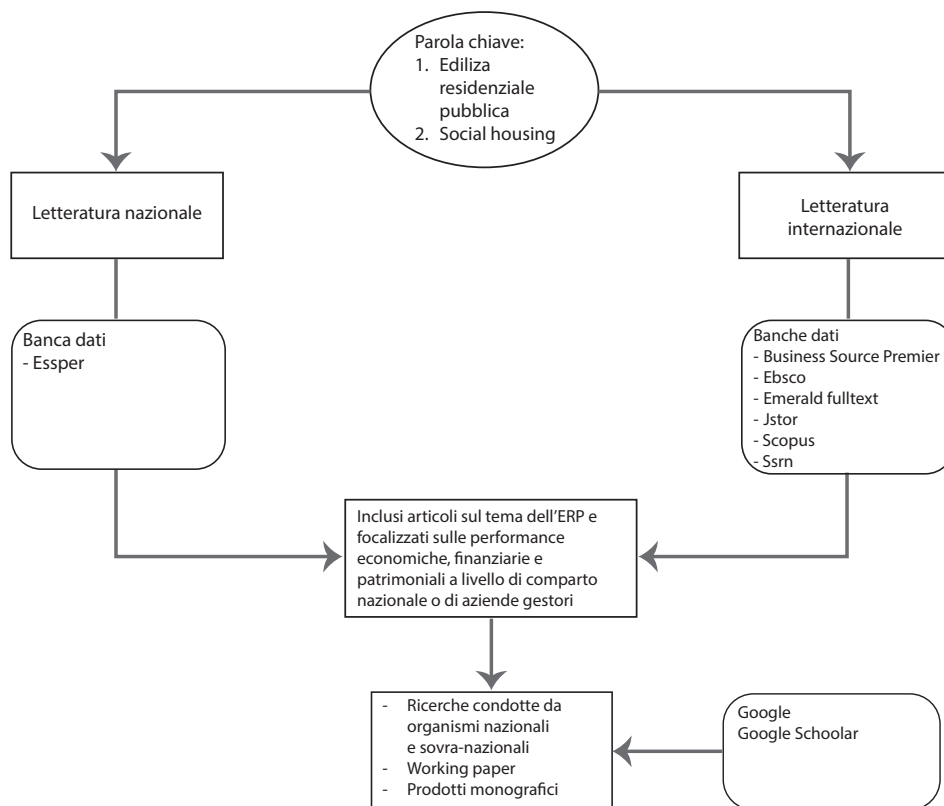 Parola chiave:
1. Ediliza
residenziale
pubblica
2. Social housing
Letteratura nazionale
Letteratura
internazionale
Banca dati
- Essper
Banche dati
- Business Source Premier
- Ebsco
- Emerald fulltext
- Jstor
- Scopus
- Ssrn
Inclusi articoli sul tema dell’ERP e
focalizzati sulle performance
economiche, finanziarie e
patrimoniali a livello di comparto
nazionale o di aziende gestori
- Ricerche condotte da
organismi nazionali
e sovra-nazionali
- Working paper
- Prodotti monografici
Google
Google Schoolar